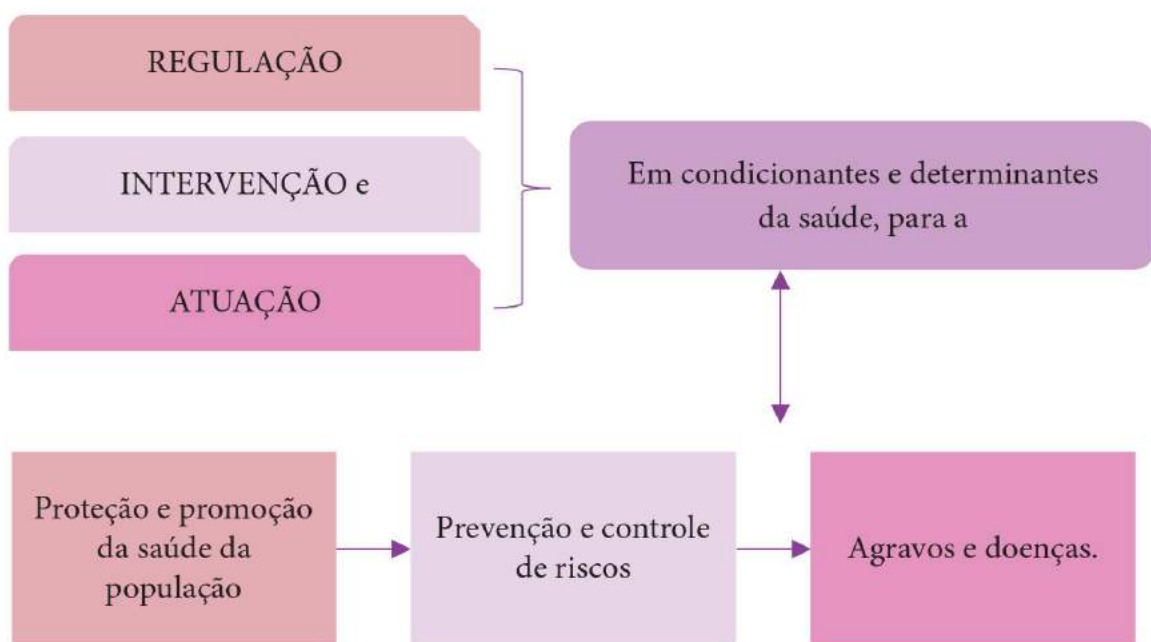 REGULAÇÃO
INTERVENÇÃO e
ATUAÇÃO
Em condicionantes e determinantes
da saúde, para a
Proteção e promoção
da saúde da
população
Prevenção e controle
de riscos
Agravos e doenças.